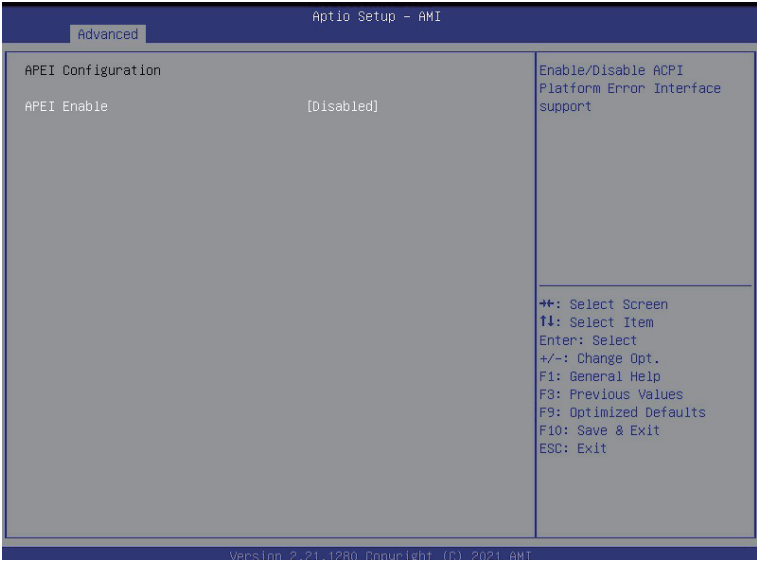 Aptio Setup – AMI
Advanced
APEI Configuration
APEI Enable [Disabled]
Enable/Disable ACPI
Platform Error Interface
support
→←: Select Screen
↑↓: Select Item
Enter: Select
+/-: Change Opt.
F1: General Help
F3: Previous Values
F9: Optimized Defaults
F10: Save & Exit
ESC: Exit
Version 2.21.1280 Copyright (C) 2021 AMI